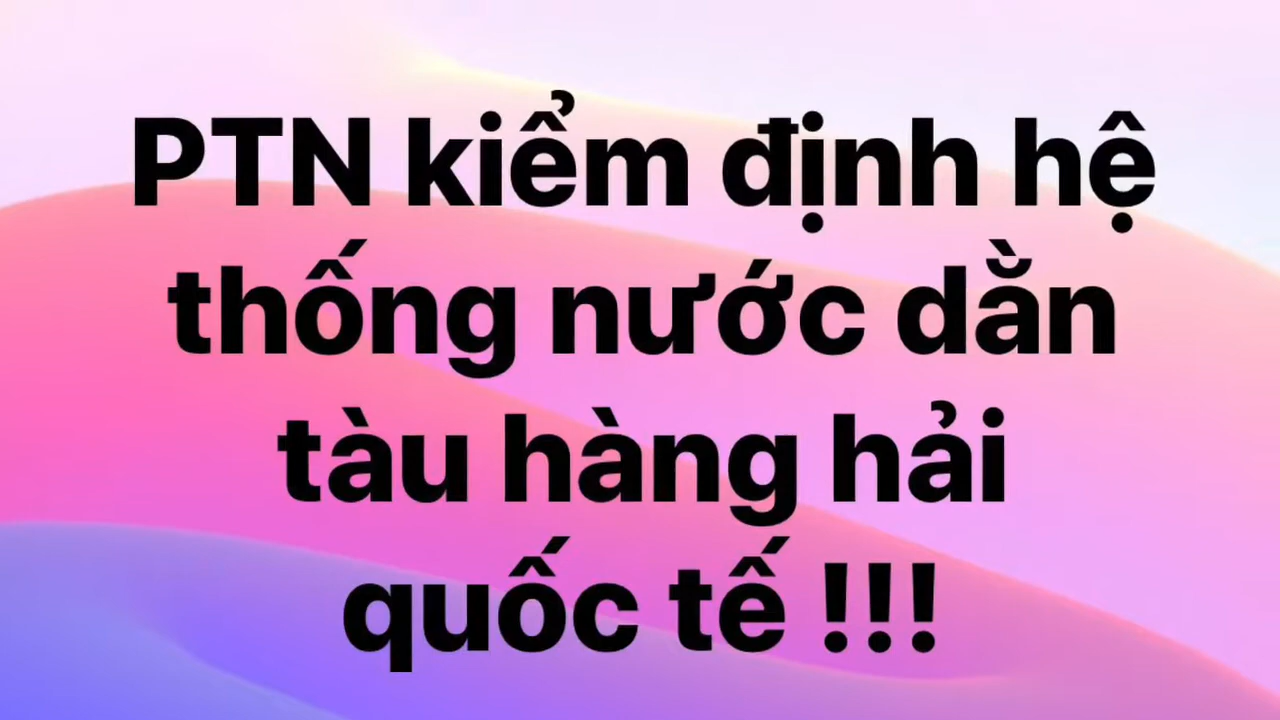 PTN kiểm định hệ
thống nước dằn
tàu hàng hải
quốc tế !!!